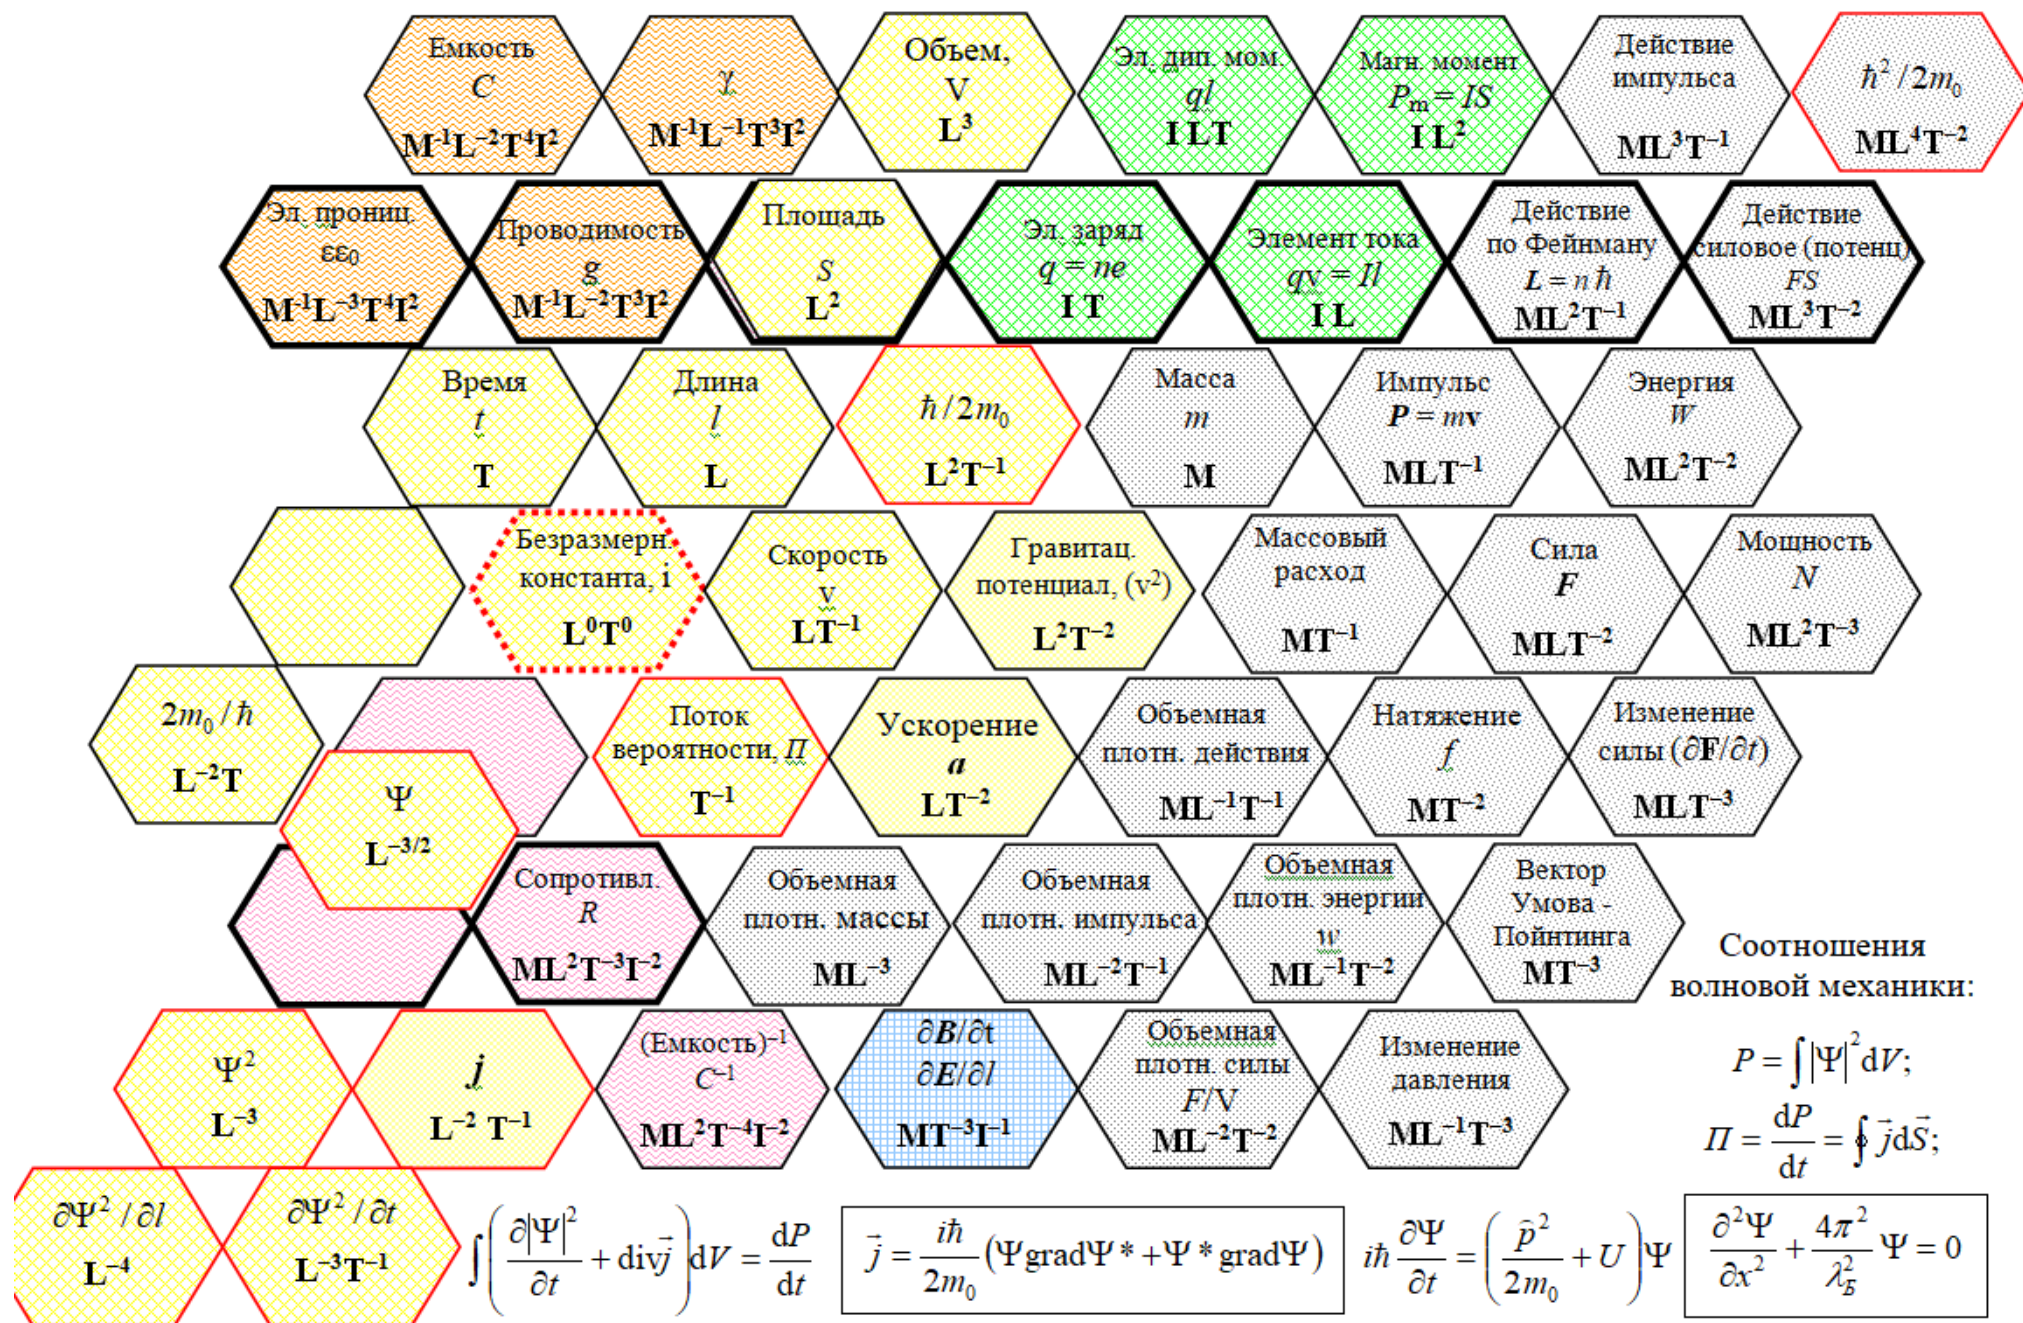 Емкость
C
M⁻¹L⁻²T⁴I²
γ
M⁻¹L⁻¹T³I²
Объем,
V
L³
Эл. дип. мом.
ql
I LT
Магн. момент
Pₘ = IS
I L²
Действие
импульса
ML³T⁻¹
ℏ² / 2m₀
ML⁴T⁻²
Эл. прониц.
εε₀
M⁻¹L⁻³T⁴I²
Проводимость
g
M⁻¹L⁻²T³I²
Площадь
S
L²
Эл. заряд
q = ne
I T
Элемент тока
qv = Il
I L
Действие
по Фейнману
L = n ℏ
ML²T⁻¹
Действие
силовое (потенц)
FS
ML³T⁻²
Время
t
T
Длина
l
L
ℏ / 2m₀
L²T⁻¹
Масса
m
M
Импульс
P = mv
MLT⁻¹
Энергия
W
ML²T⁻²
Безразмерн.
константа, i
L⁰T⁰
Скорость
v
LT⁻¹
Гравитац.
потенциал, (v²)
L²T⁻²
Массовый
расход
MT⁻¹
Сила
F
MLT⁻²
Мощность
N
ML²T⁻³
2m₀ / ℏ
L⁻²T
Ψ
L⁻³ᐟ²
Поток
вероятности, П
T⁻¹
Ускорение
a
LT⁻²
Объемная
плотн. действия
ML⁻¹T⁻¹
Натяжение
f
MT⁻²
Изменение
силы (∂F/∂t)
MLT⁻³
Сопротивл.
R
ML²T⁻³I⁻²
Объемная
плотн. массы
ML⁻³
Объемная
плотн. импульса
ML⁻²T⁻¹
Объемная
плотн. энергии
w
ML⁻¹T⁻²
Вектор
Умова -
Пойнтинга
MT⁻³
Соотношения
волновой механики:
Ψ²
L⁻³
j
L⁻² T⁻¹
(Емкость)⁻¹
C⁻¹
ML²T⁻⁴I⁻²
∂B/∂t
∂E/∂l
MT⁻³I⁻¹
Объемная
плотн. силы
F/V
ML⁻²T⁻²
Изменение
давления
ML⁻¹T⁻³
P = ∫|Ψ|² dV;
П = dP/dt = ∮ j⃗dS⃗;
∂Ψ² / ∂l
L⁻⁴
∂Ψ² / ∂t
L⁻³T⁻¹
∫(∂|Ψ|²/∂t + divj⃗)dV = dP/dt
j⃗ = iℏ/2m₀ (ΨgradΨ* + Ψ*gradΨ)
iℏ ∂Ψ/∂t = (p̂²/2m₀ + U)Ψ
∂²Ψ/∂x² + 4π²/λ_Б² Ψ = 0